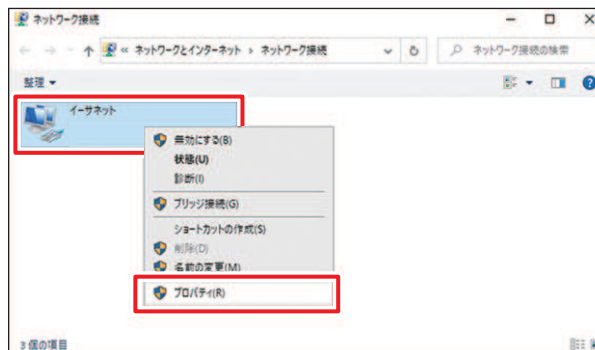 ネットワーク接続
« ネットワークとインターネット › ネットワーク接続
ネットワーク接続の検索
整理
イーサネット
無効にする(B)
状態(U)
診断(I)
ブリッジ接続(G)
ショートカットの作成(S)
削除(D)
名前の変更(M)
プロパティ(R)
3 個の項目